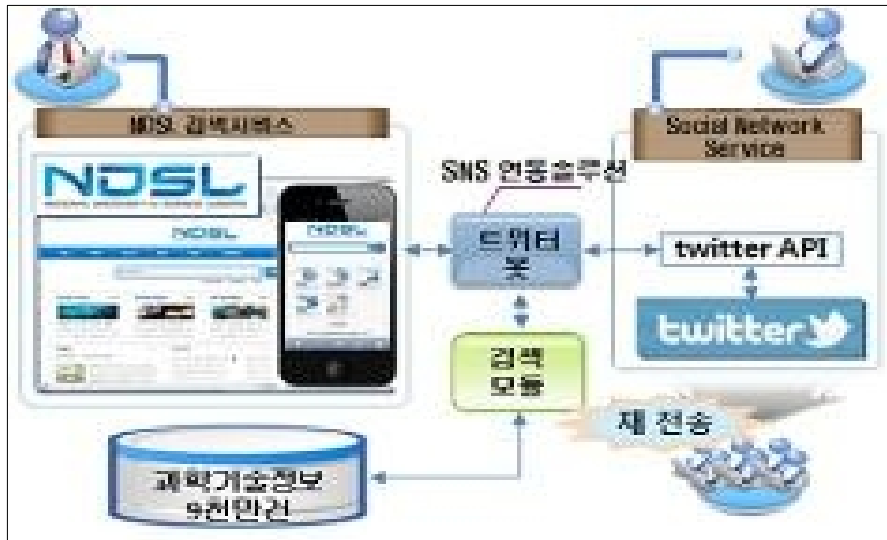 NDSL 검색서비스
Social Network
Service
NDSL
SNS 연동솔루션
NDSL
NDSL
트위터
봇
twitter API
twitter
검색
모듈
재 전송
과학기술정보
9천만건